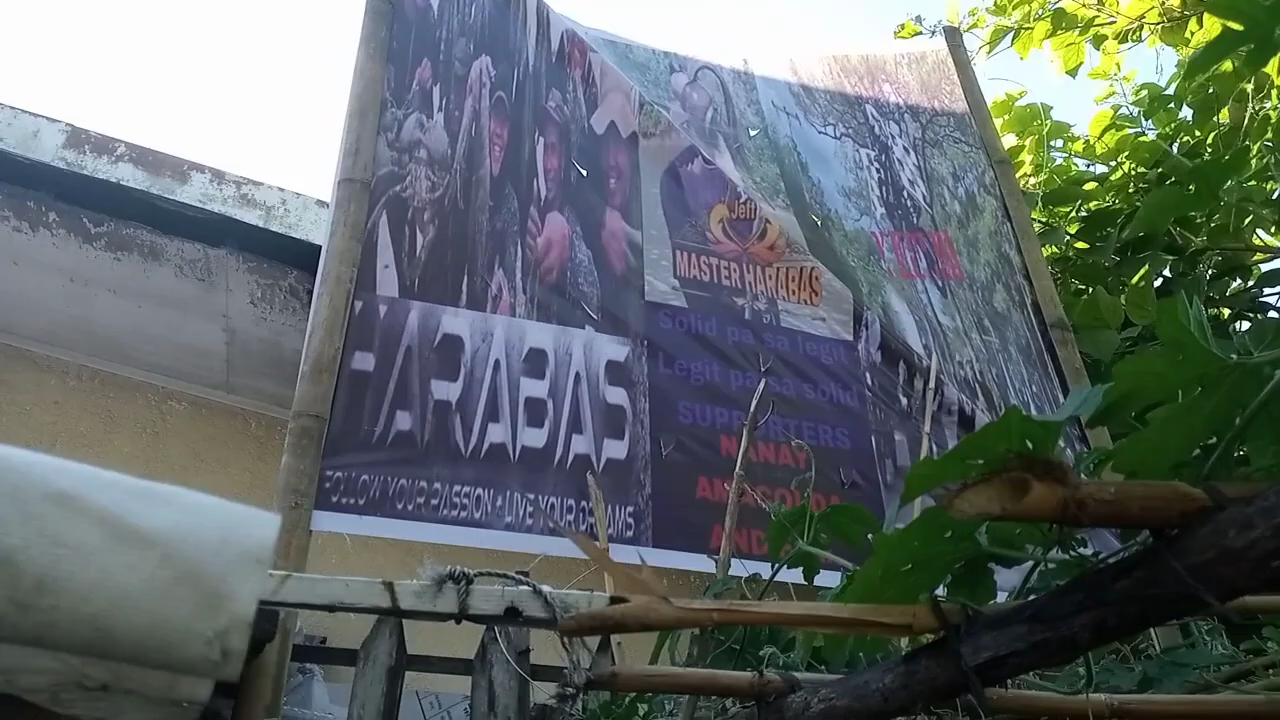 Jeff
MASTER HARABAS
HARABAS
FOLLOW YOUR PASSION • LIVE YOUR DREAMS
Solid pa sa legit
Legit pa sa solid
SUPPORTERS
NANAY